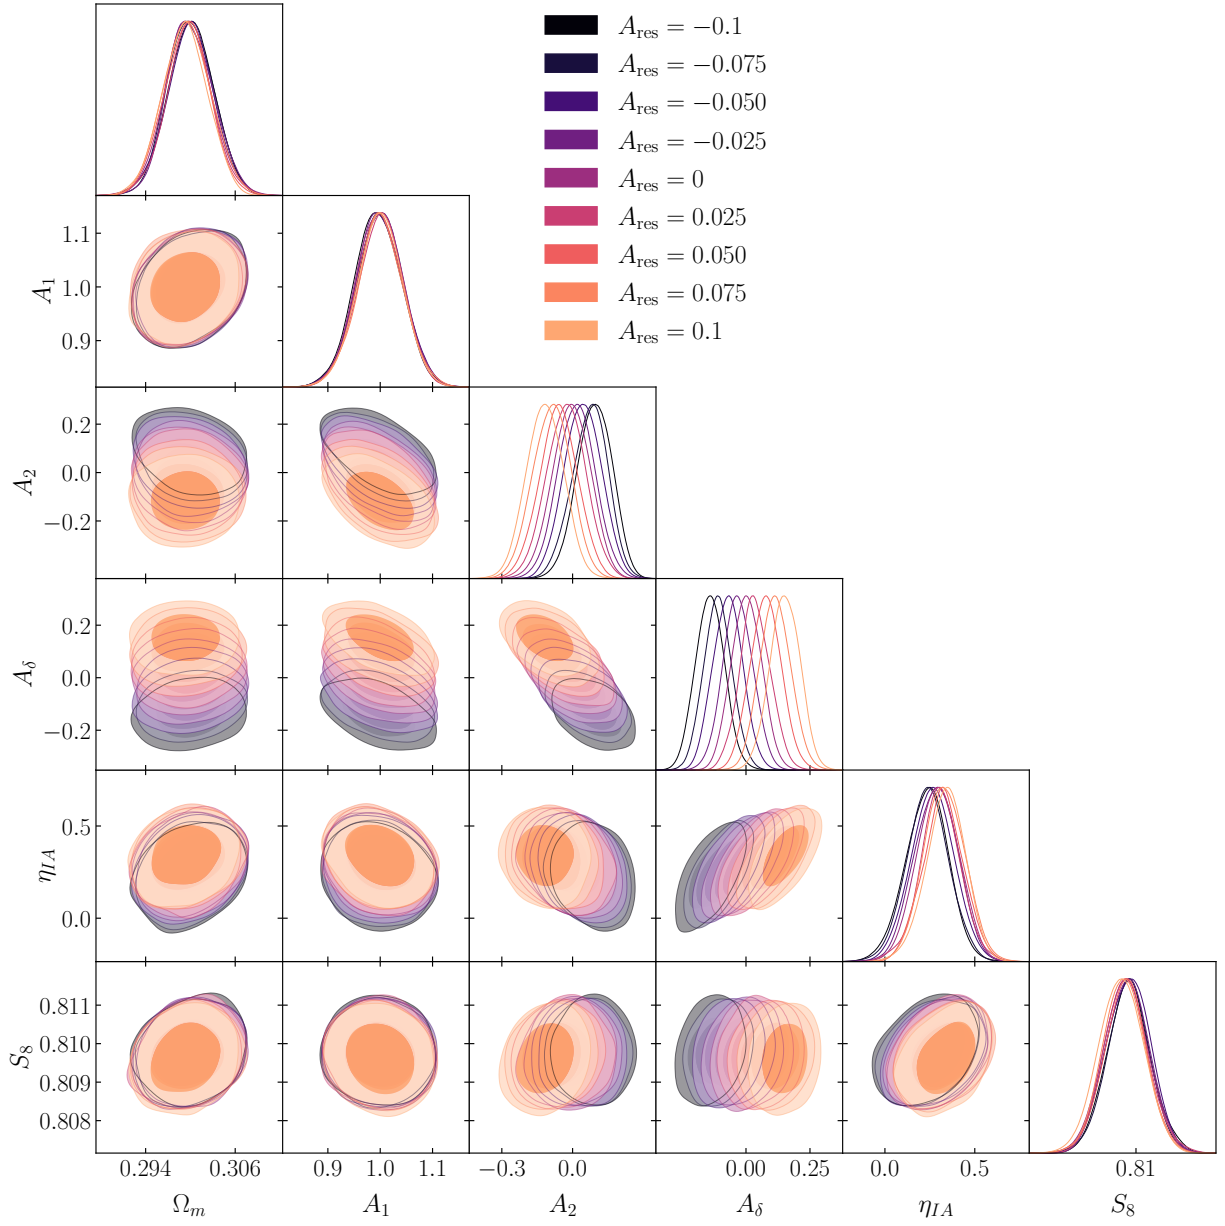 A_res = −0.1
A_res = −0.075
A_res = −0.050
A_res = −0.025
A_res = 0
A_res = 0.025
A_res = 0.050
A_res = 0.075
A_res = 0.1
1.1
1.0
0.9
A_1
0.2
0.0
−0.2
A_2
0.2
0.0
−0.2
A_δ
0.5
0.0
η_IA
0.811
0.810
0.809
0.808
S_8
0.294 0.306 0.9 1.0 1.1 −0.3 0.0 0.00 0.25 0.0 0.5 0.81
Ω_m A_1 A_2 A_δ η_IA S_8